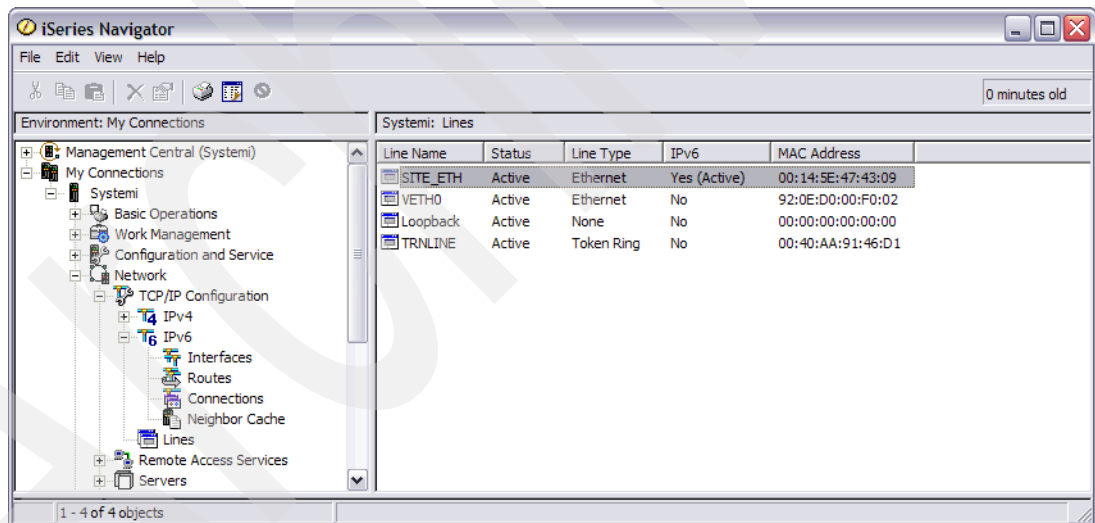 iSeries Navigator
File Edit View Help
0 minutes old
Environment: My Connections
Systemi: Lines
Management Central (Systemi)
My Connections
Systemi
Basic Operations
Work Management
Configuration and Service
Network
TCP/IP Configuration
IPv4
IPv6
Interfaces
Routes
Connections
Neighbor Cache
Lines
Remote Access Services
Servers
Line Name Status Line Type IPv6 MAC Address
SITE_ETH Active Ethernet Yes (Active) 00:14:5E:47:43:09
VETH0 Active Ethernet No 92:0E:D0:00:F0:02
Loopback Active None No 00:00:00:00:00:00
TRNLINE Active Token Ring No 00:40:AA:91:46:D1
1 - 4 of 4 objects